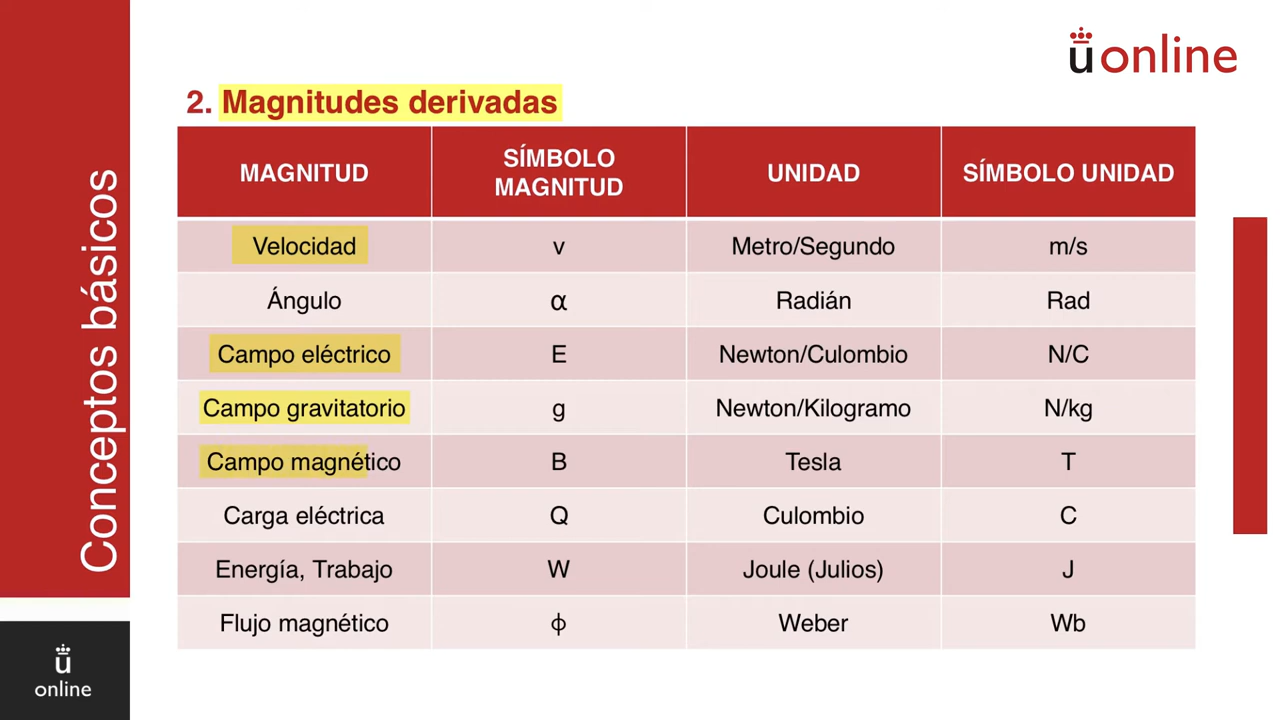 ü online
2. Magnitudes derivadas
MAGNITUD SÍMBOLO MAGNITUD UNIDAD SÍMBOLO UNIDAD
Velocidad v Metro/Segundo m/s
Ángulo α Radián Rad
Campo eléctrico E Newton/Culombio N/C
Campo gravitatorio g Newton/Kilogramo N/kg
Campo magnético B Tesla T
Carga eléctrica Q Culombio C
Energía, Trabajo W Joule (Julios) J
Flujo magnético ϕ Weber Wb
Conceptos básicos
ü
online